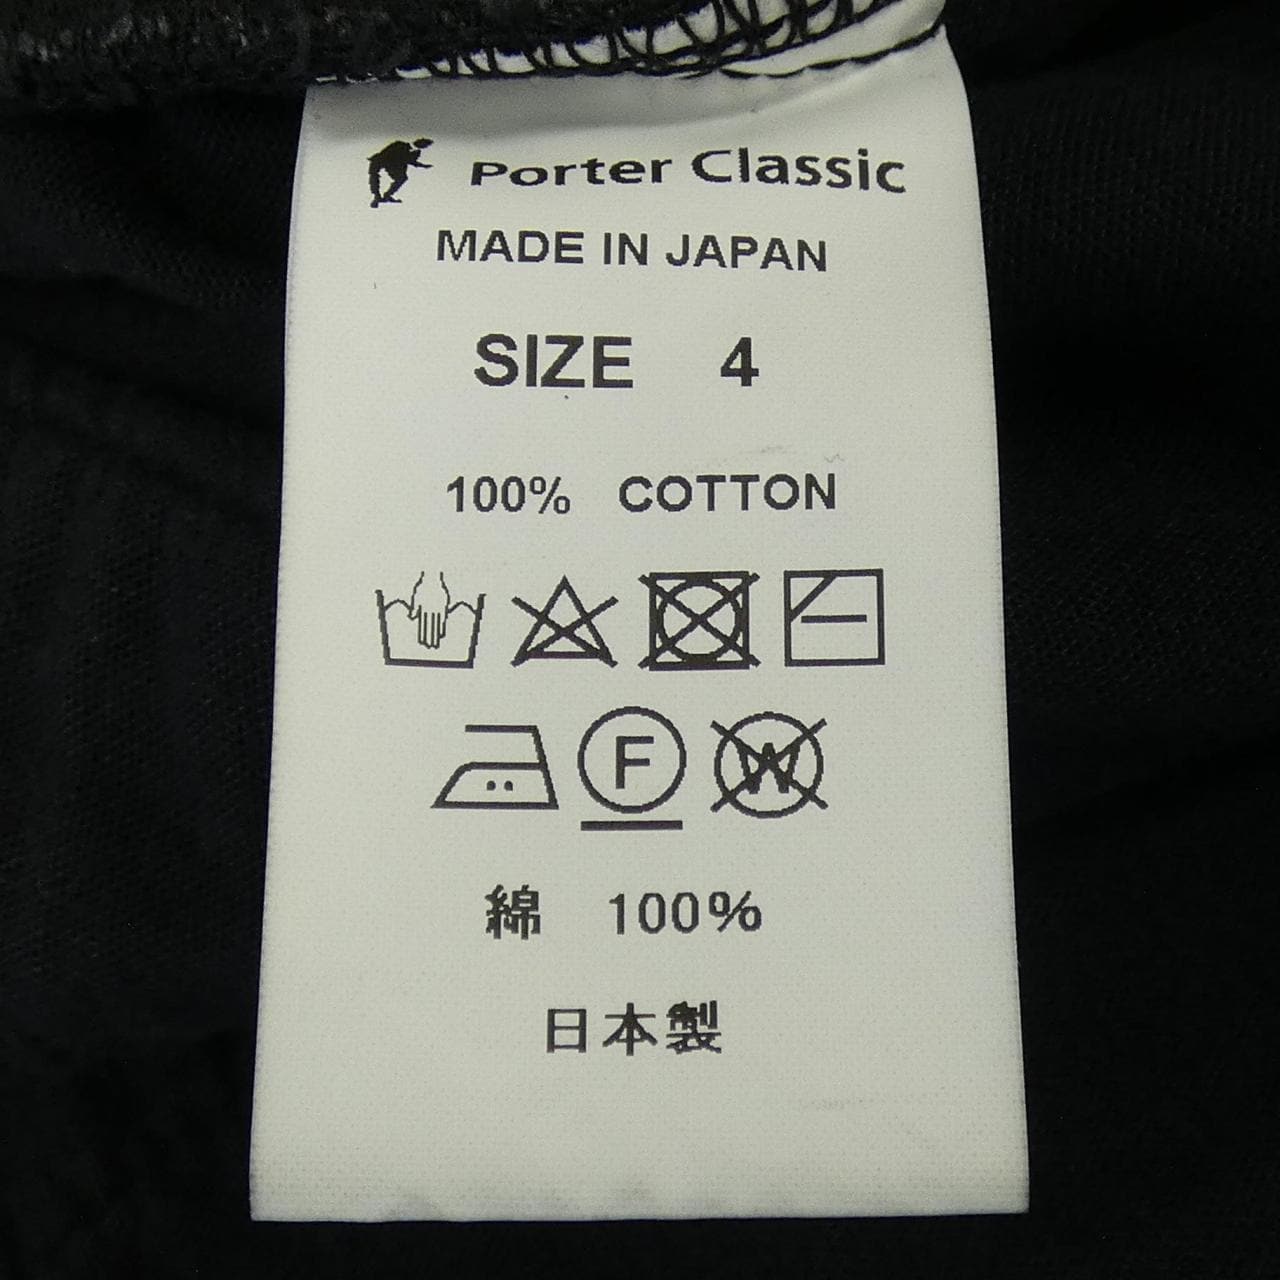 Porter Classic
MADE IN JAPAN
SIZE 4
100% COTTON
F W
綿 100%
日本製